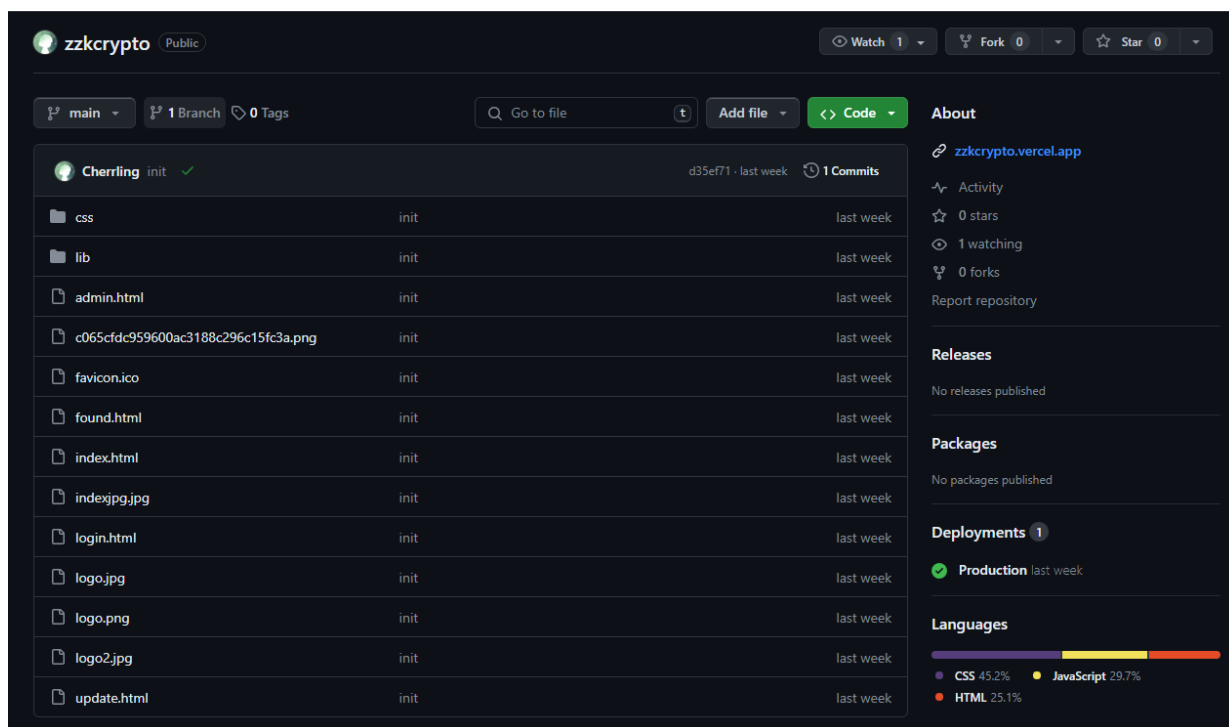 zzkcrypto Public
Watch 1 Fork 0 Star 0
main 1 Branch 0 Tags Go to file t Add file <> Code
Cherrling init d35ef71 · last week 1 Commits
css init last week
lib init last week
admin.html init last week
c065cfdc959600ac3188c296c15fc3a.png init last week
favicon.ico init last week
found.html init last week
index.html init last week
indexjpg.jpg init last week
login.html init last week
logo.jpg init last week
logo.png init last week
logo2.jpg init last week
update.html init last week
About
zzkcrypto.vercel.app
Activity
0 stars
1 watching
0 forks
Report repository
Releases
No releases published
Packages
No packages published
Deployments 1
Production last week
Languages
CSS 45.2% JavaScript 29.7%
HTML 25.1%